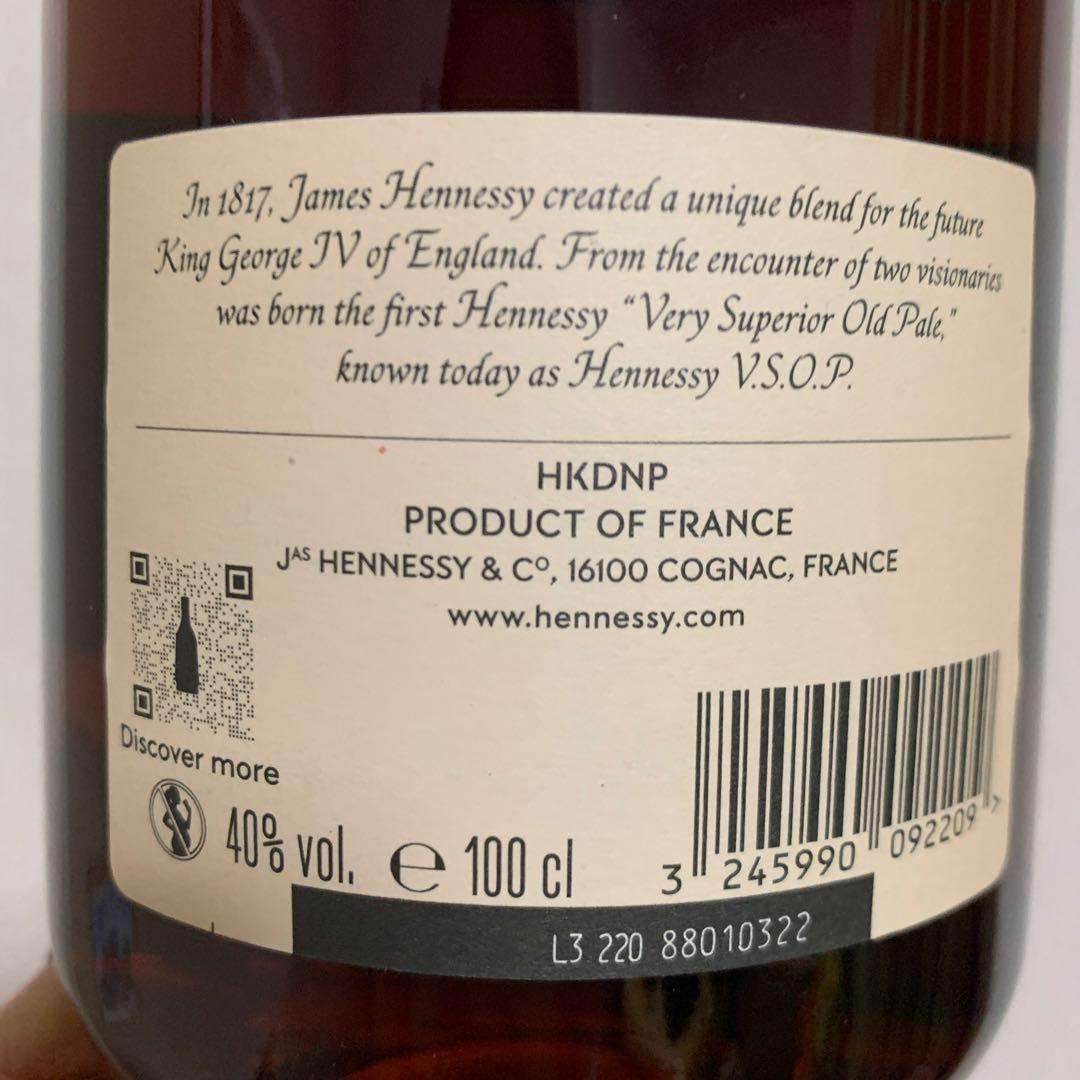 In 1817, James Hennessy created a unique blend for the future
King George IV of England. From the encounter of two visionaries
was born the first Hennessy “Very Superior Old Pale,”
known today as Hennessy V.S.O.P.
HKDNP
PRODUCT OF FRANCE
JAS HENNESSY & Cº, 16100 COGNAC, FRANCE
www.hennessy.com
Discover more
40% vol. ℮ 100 cl
3 245990 092209 >
L3 220 88010322